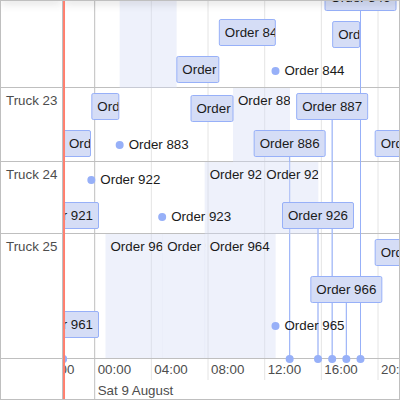 Order 84
Ord
Order
Order 844
Truck 23
Ord
Order
Order 88
Order 887
Ord
Order 883
Order 886
Ord
Truck 24
Order 922
Order 92
Order 92
921
Order 923
Order 926
Truck 25
Order 96
Order
Order 964
Ord
Order 966
961
Order 965
00:00
04:00
08:00
12:00
16:00
20:
Sat 9 August